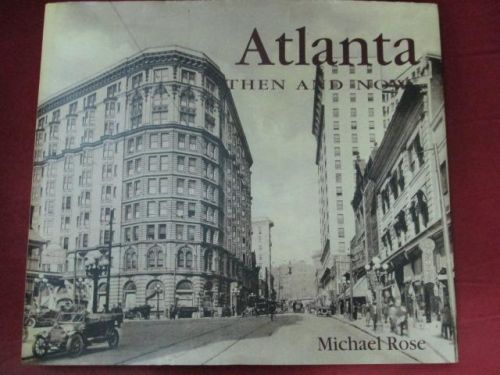 Atlanta
THEN AND NOW
Michael Rose